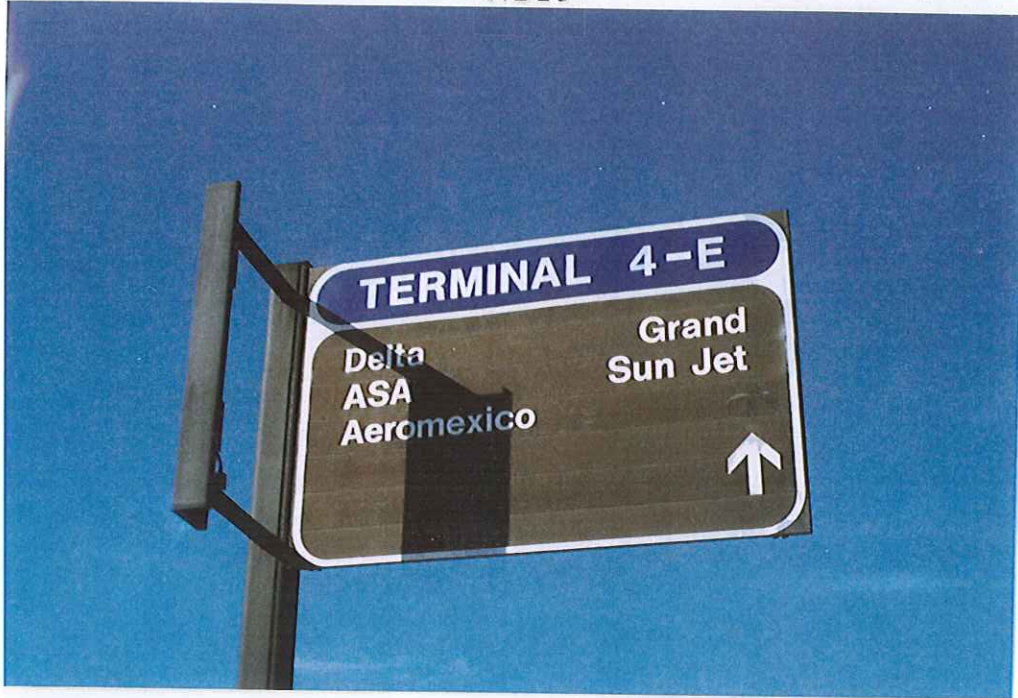 TERMINAL 4-E
Delta
ASA
Aeromexico
Grand
Sun Jet